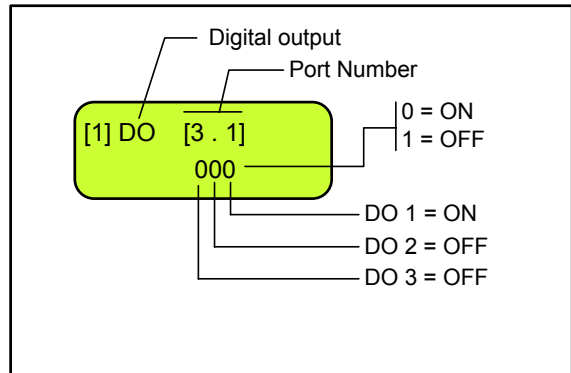 Digital output
Port Number
[1] DO [3 . 1]
0 = ON
1 = OFF
000
DO 1 = ON
DO 2 = OFF
DO 3 = OFF